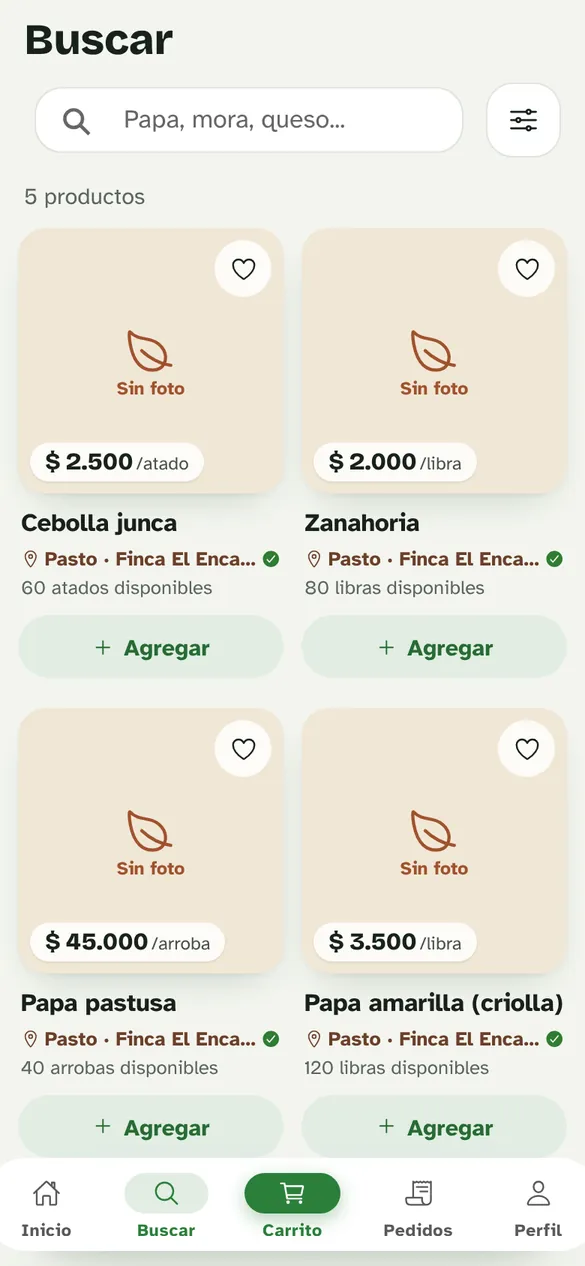 Buscar
Papa, mora, queso...
5 productos
Sin foto
Sin foto
$ 2.500 /atado
$ 2.000 /libra
Cebolla junca
Zanahoria
Pasto · Finca El Enca...
Pasto · Finca El Enca...
60 atados disponibles
80 libras disponibles
+ Agregar
+ Agregar
Sin foto
Sin foto
$ 45.000 /arroba
$ 3.500 /libra
Papa pastusa
Papa amarilla (criolla)
Pasto · Finca El Enca...
Pasto · Finca El Enca...
40 arrobas disponibles
120 libras disponibles
+ Agregar
+ Agregar
Inicio
Buscar
Carrito
Pedidos
Perfil